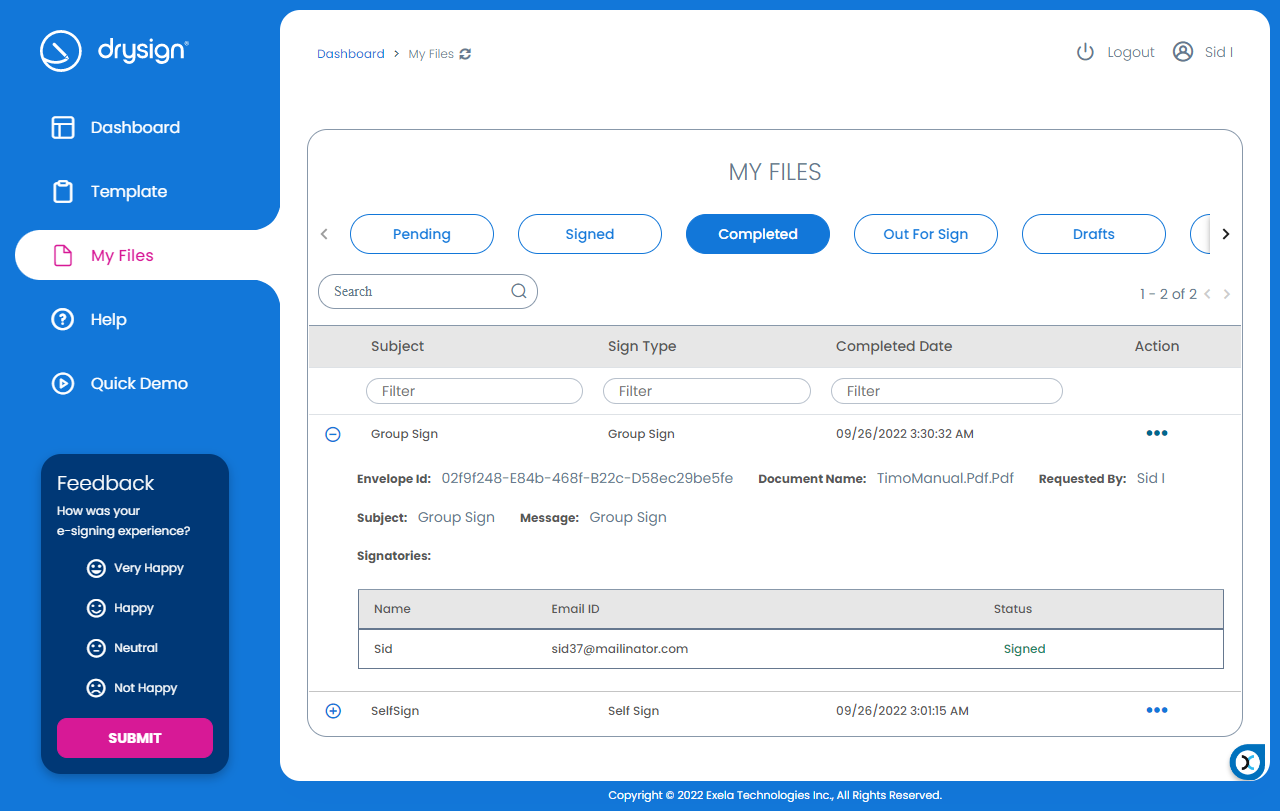 drysign®
Dashboard
Template
My Files
Help
Quick Demo
Feedback
How was your
e-signing experience?
Very Happy
Happy
Neutral
Not Happy
SUBMIT
Dashboard > My Files
Logout Sid I
MY FILES
Pending Signed Completed Out For Sign Drafts
Search
1 - 2 of 2
Subject Sign Type Completed Date Action
Filter Filter Filter
Group Sign Group Sign 09/26/2022 3:30:32 AM
Envelope Id: 02f9f248-E84b-468f-B22c-D58ec29be5fe Document Name: TimoManual.Pdf.Pdf Requested By: Sid I
Subject: Group Sign Message: Group Sign
Signatories:
Name Email ID Status
Sid sid37@mailinator.com Signed
SelfSign Self Sign 09/26/2022 3:01:15 AM
Copyright © 2022 Exela Technologies Inc., All Rights Reserved.